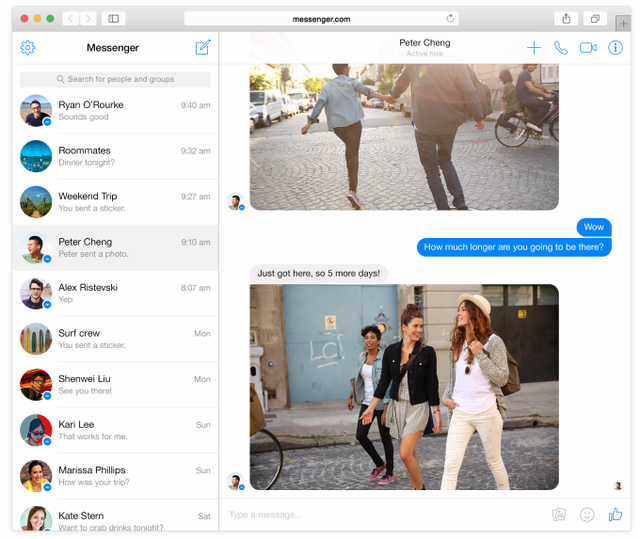 messenger.com
Messenger
Search for people and groups
Ryan O'Rourke 9:40 am
Sounds good
Roommates 9:32 am
Dinner tonight?
Weekend Trip 9:27 am
You sent a sticker.
Peter Cheng 9:10 am
Peter sent a photo.
Alex Ristevski 8:07 am
Yep
Surf crew Mon
You sent a sticker.
Shenwei Liu Mon
See you there!
Kari Lee Sun
That works for me.
Marissa Phillips Sun
How was your trip?
Kate Stern Sat
Want to grab drinks tonight?
Peter Cheng
Active now
Wow
How much longer are you going to be there?
Just got here, so 5 more days!
Type a message...